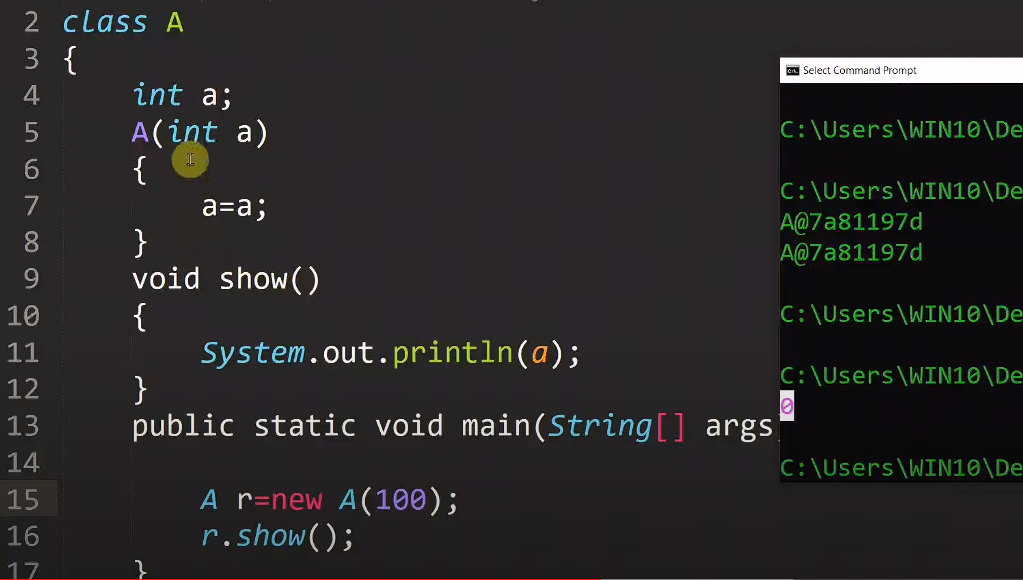 2 class A
3 {
4 int a;
5 A(int a)
6 {
7 a=a;
8 }
9 void show()
10 {
11 System.out.println(a);
12 }
13 public static void main(String[] args
14
15 A r=new A(100);
16 r.show();
17 }
Select Command Prompt
C:\Users\WIN10\De
C:\Users\WIN10\De
A@7a81197d
A@7a81197d
C:\Users\WIN10\De
C:\Users\WIN10\De
0
C:\Users\WIN10\De